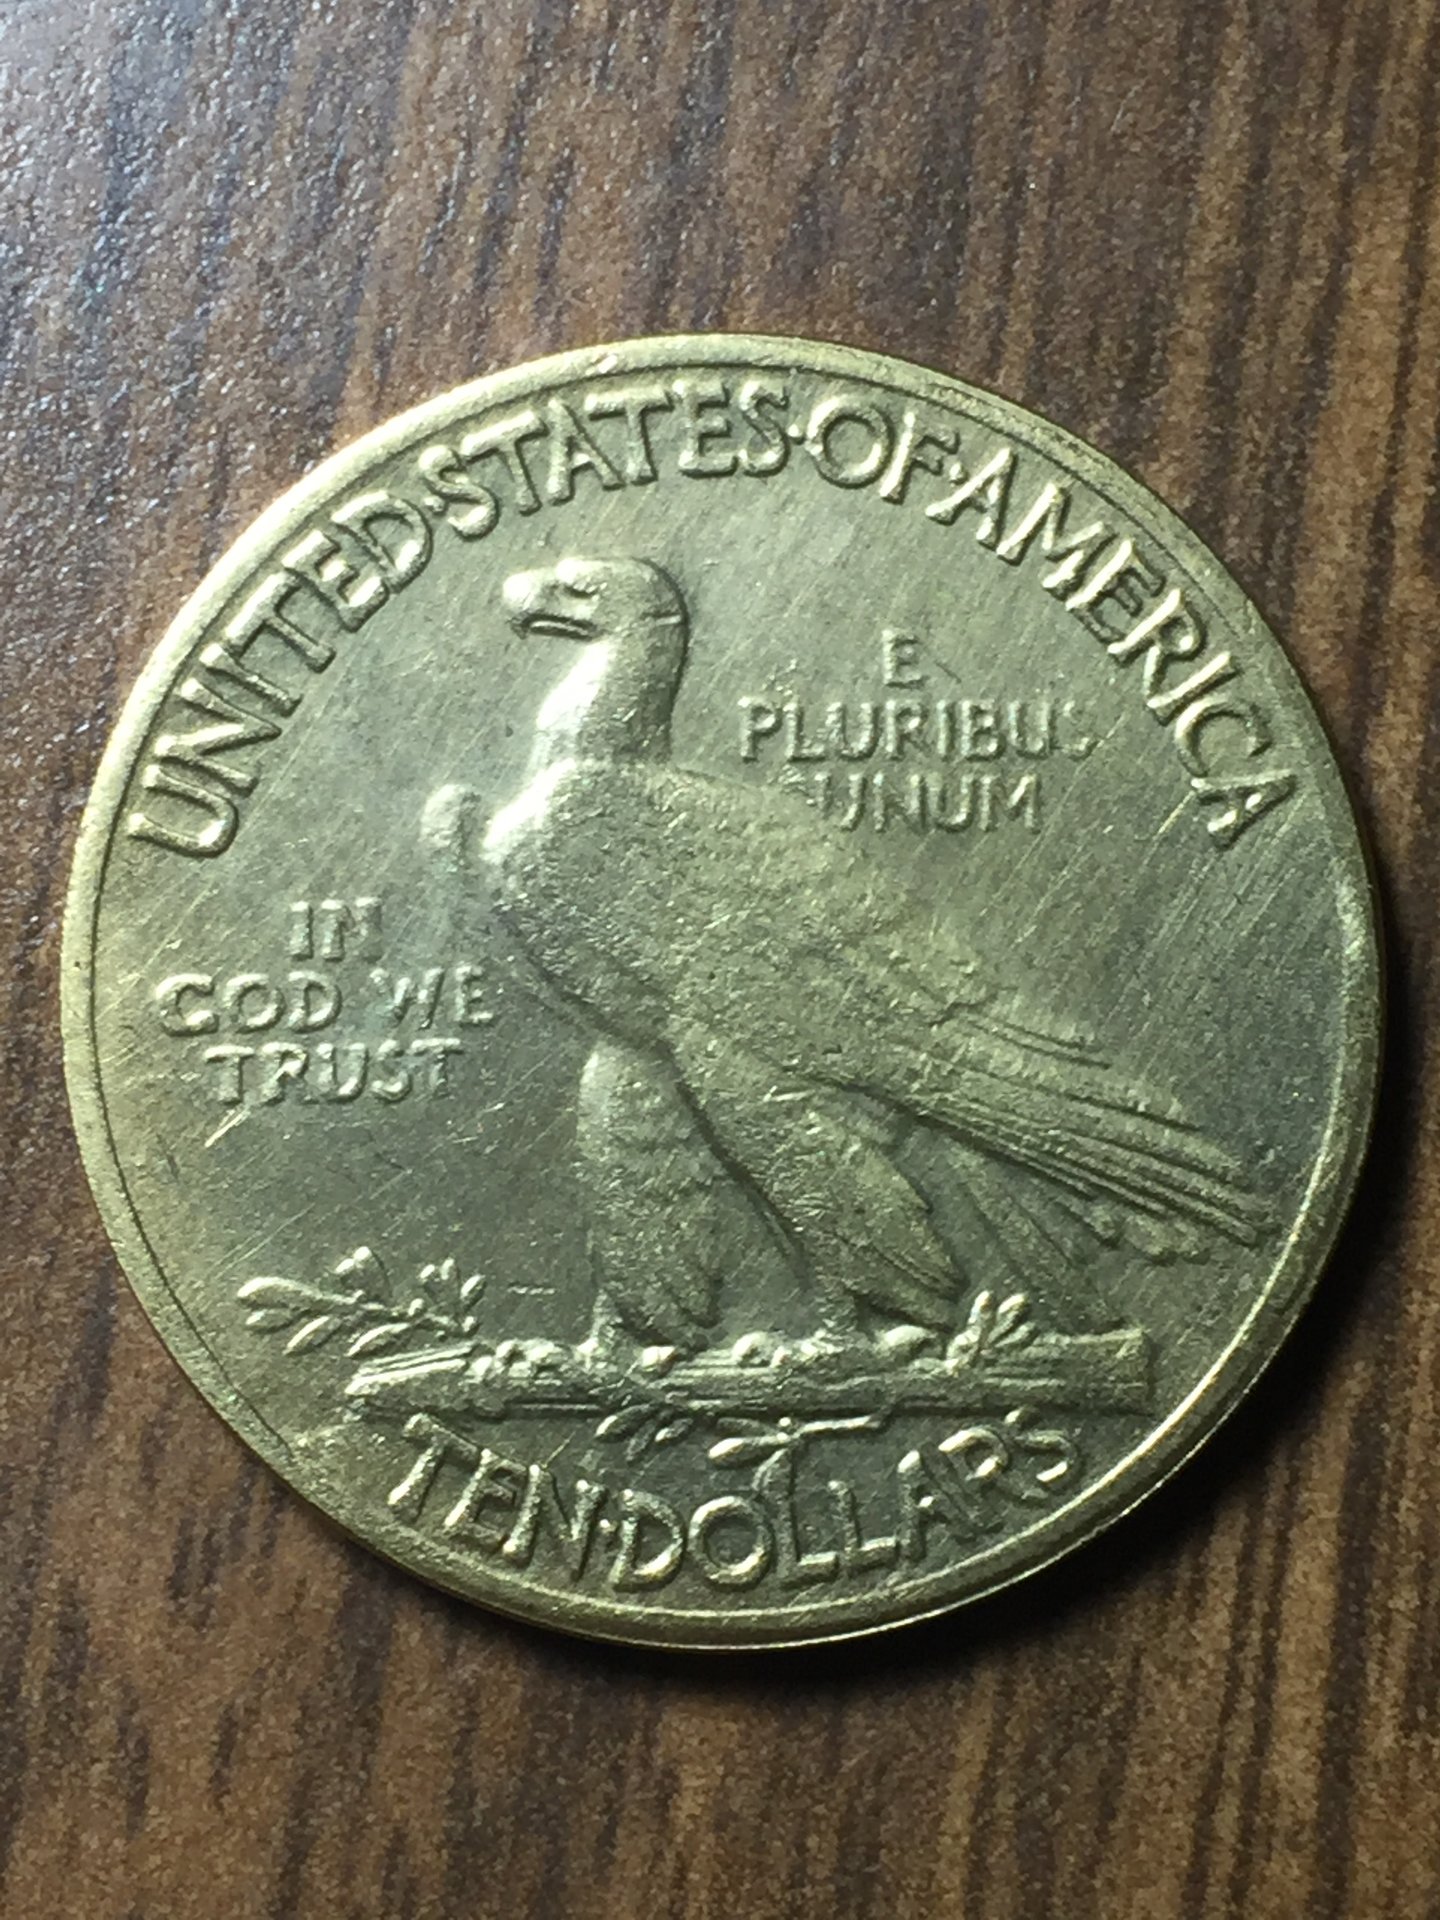 UNITED·STATES·OF·AMERICA
E
PLURIBUS
UNUM
IN
GOD WE
TRUST
TEN·DOLLARS